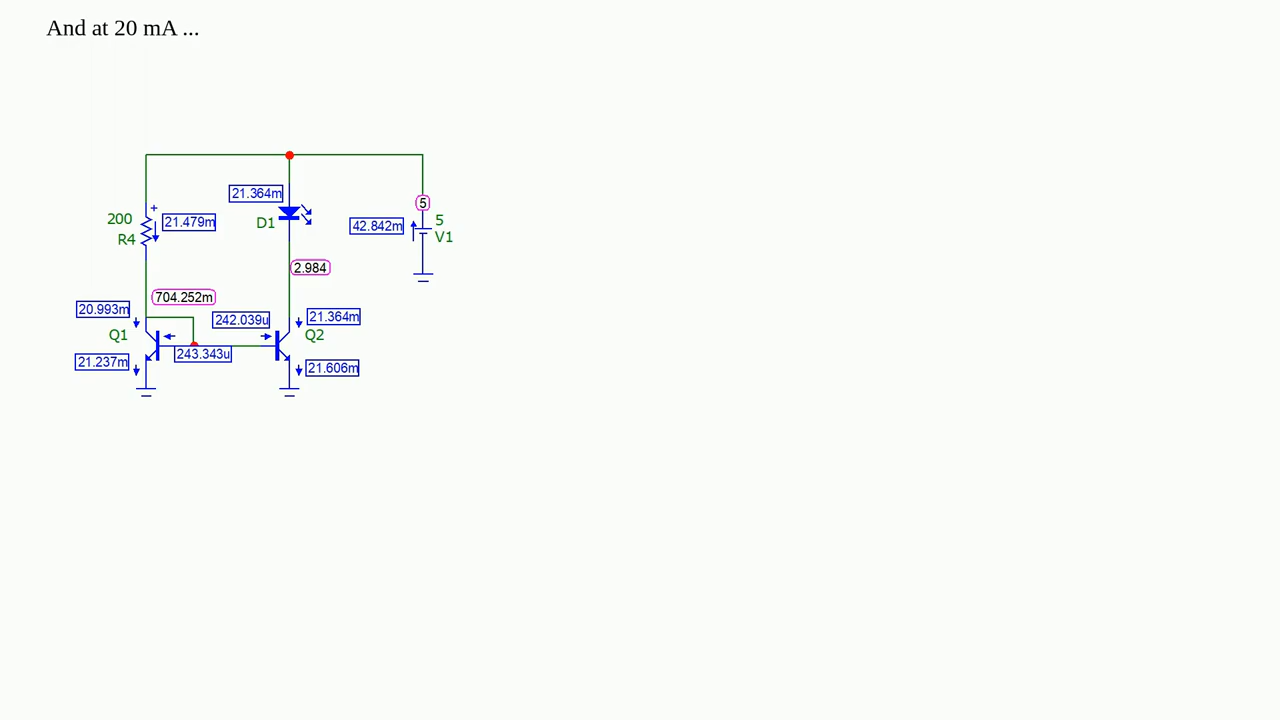 And at 20 mA ...
21.364m
200
+
21.479m
5
5
D1
42.842m
R4
V1
2.984
704.252m
20.993m
242.039u
21.364m
Q1
Q2
243.343u
21.237m
21.606m